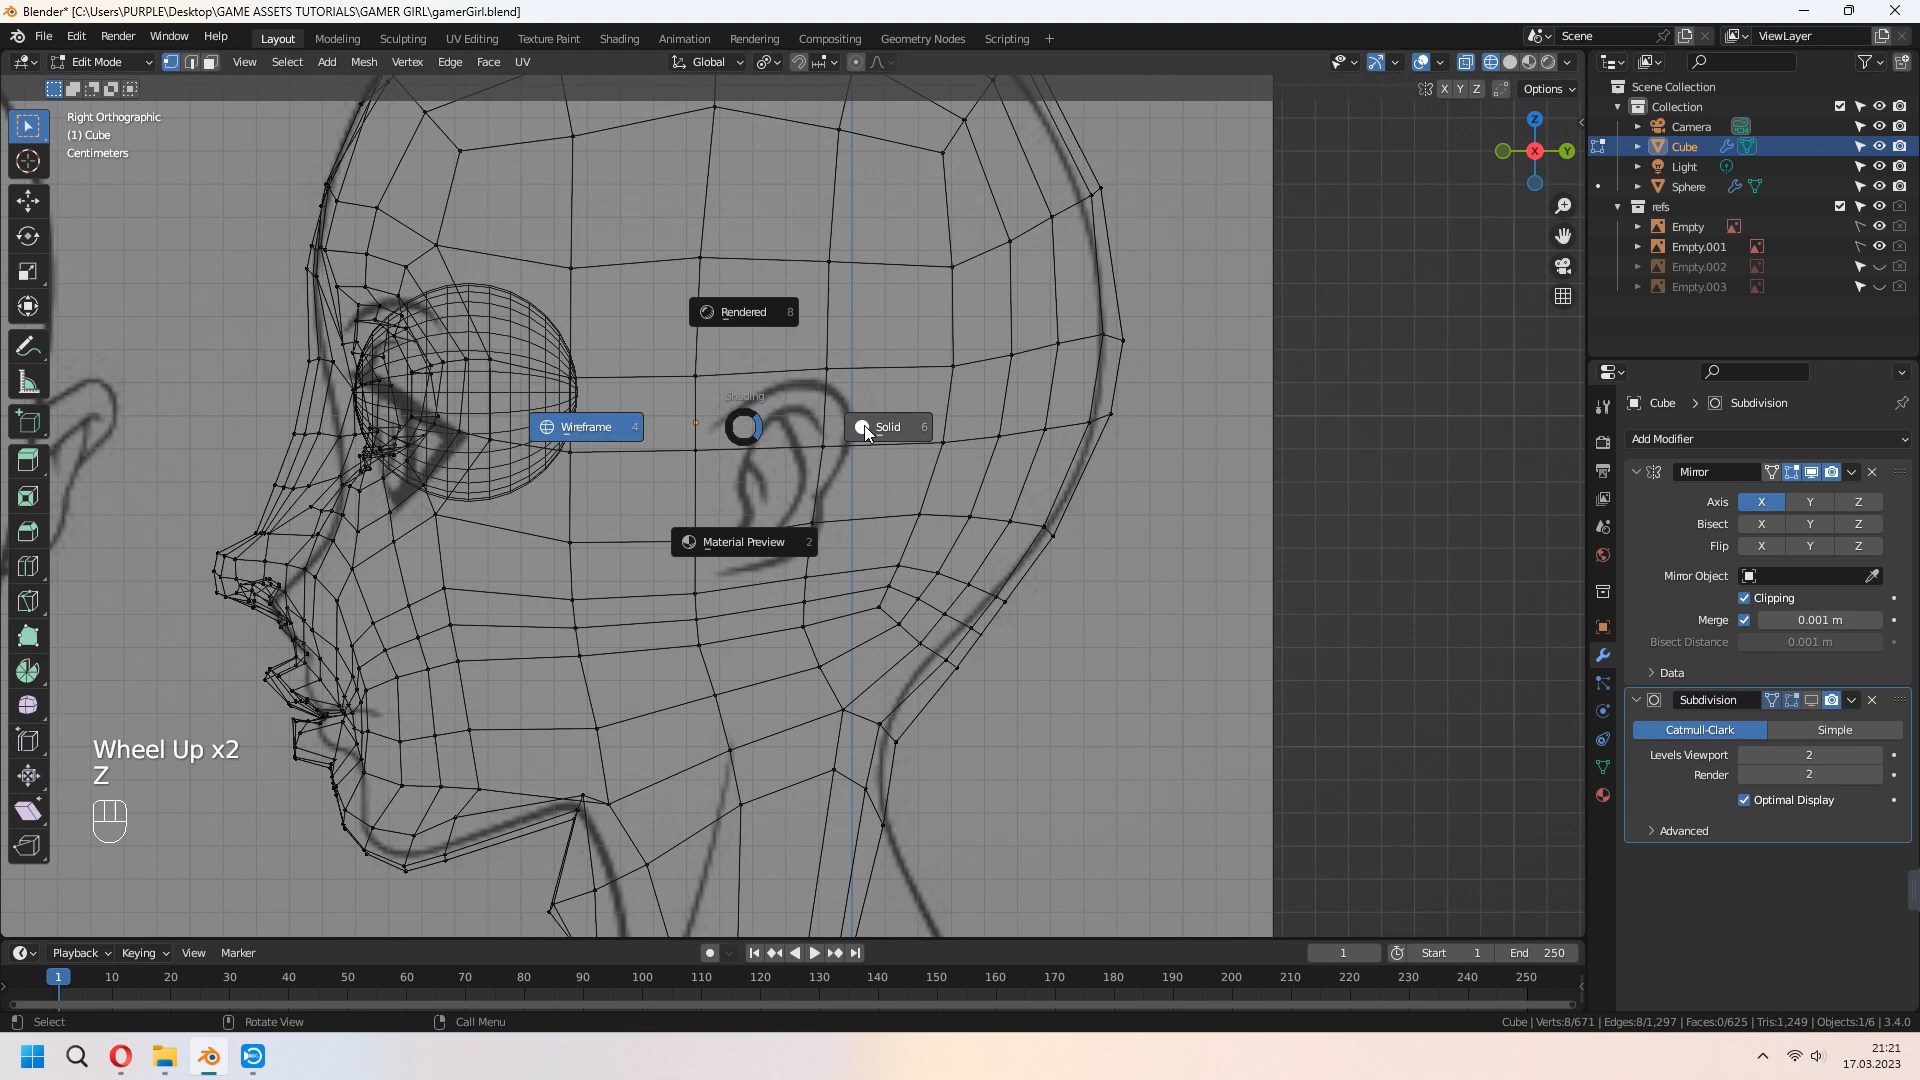 Blender* [C:\Users\PURPLE\Desktop\GAME ASSETS TUTORIALS\GAMER GIRL\gamerGirl.blend]
File Edit Render Window Help Layout Modeling Sculpting UV Editing Texture Paint Shading Animation Rendering Compositing Geometry Nodes Scripting + Scene ViewLayer
Edit Mode View Select Add Mesh Vertex Edge Face UV Global
X Y Z Options
Right Orthographic
(1) Cube
Centimeters
Z
X
Y
Scene Collection
Collection
Camera
Cube
Light
Sphere
refs
Empty
Empty.001
Empty.002
Empty.003
Rendered 8
Shading
Wireframe 4
Solid 6
Material Preview 2
Wheel Up x2
Z
Cube > Subdivision
Add Modifier
Mirror
Axis X Y Z
Bisect X Y Z
Flip X Y Z
Mirror Object
Clipping
Merge 0.001 m
Bisect Distance 0.001 m
Data
Subdivision
Catmull-Clark Simple
Levels Viewport 2
Render 2
Optimal Display
Advanced
Playback Keying View Marker 1 Start 1 End 250
1 10 20 30 40 50 60 70 80 90 100 110 120 130 140 150 160 170 180 190 200 210 220 230 240 250
Select Rotate View Call Menu Cube | Verts:8/671 | Edges:8/1,297 | Faces:0/625 | Tris:1,249 | Objects:1/6 | 3.4.0
21:21
17.03.2023